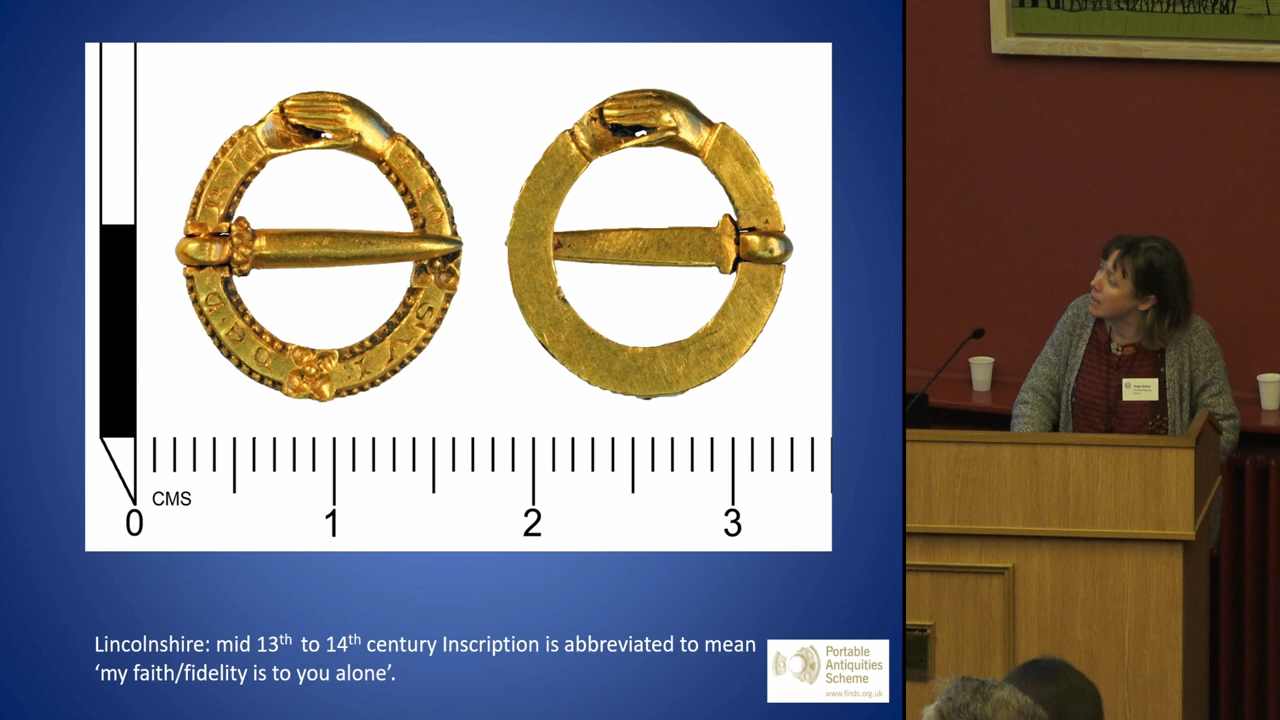 CMS
0 1 2 3
Lincolnshire: mid 13th to 14th century Inscription is abbreviated to mean
‘my faith/fidelity is to you alone’.
Portable
Antiquities
Scheme
www.finds.org.uk